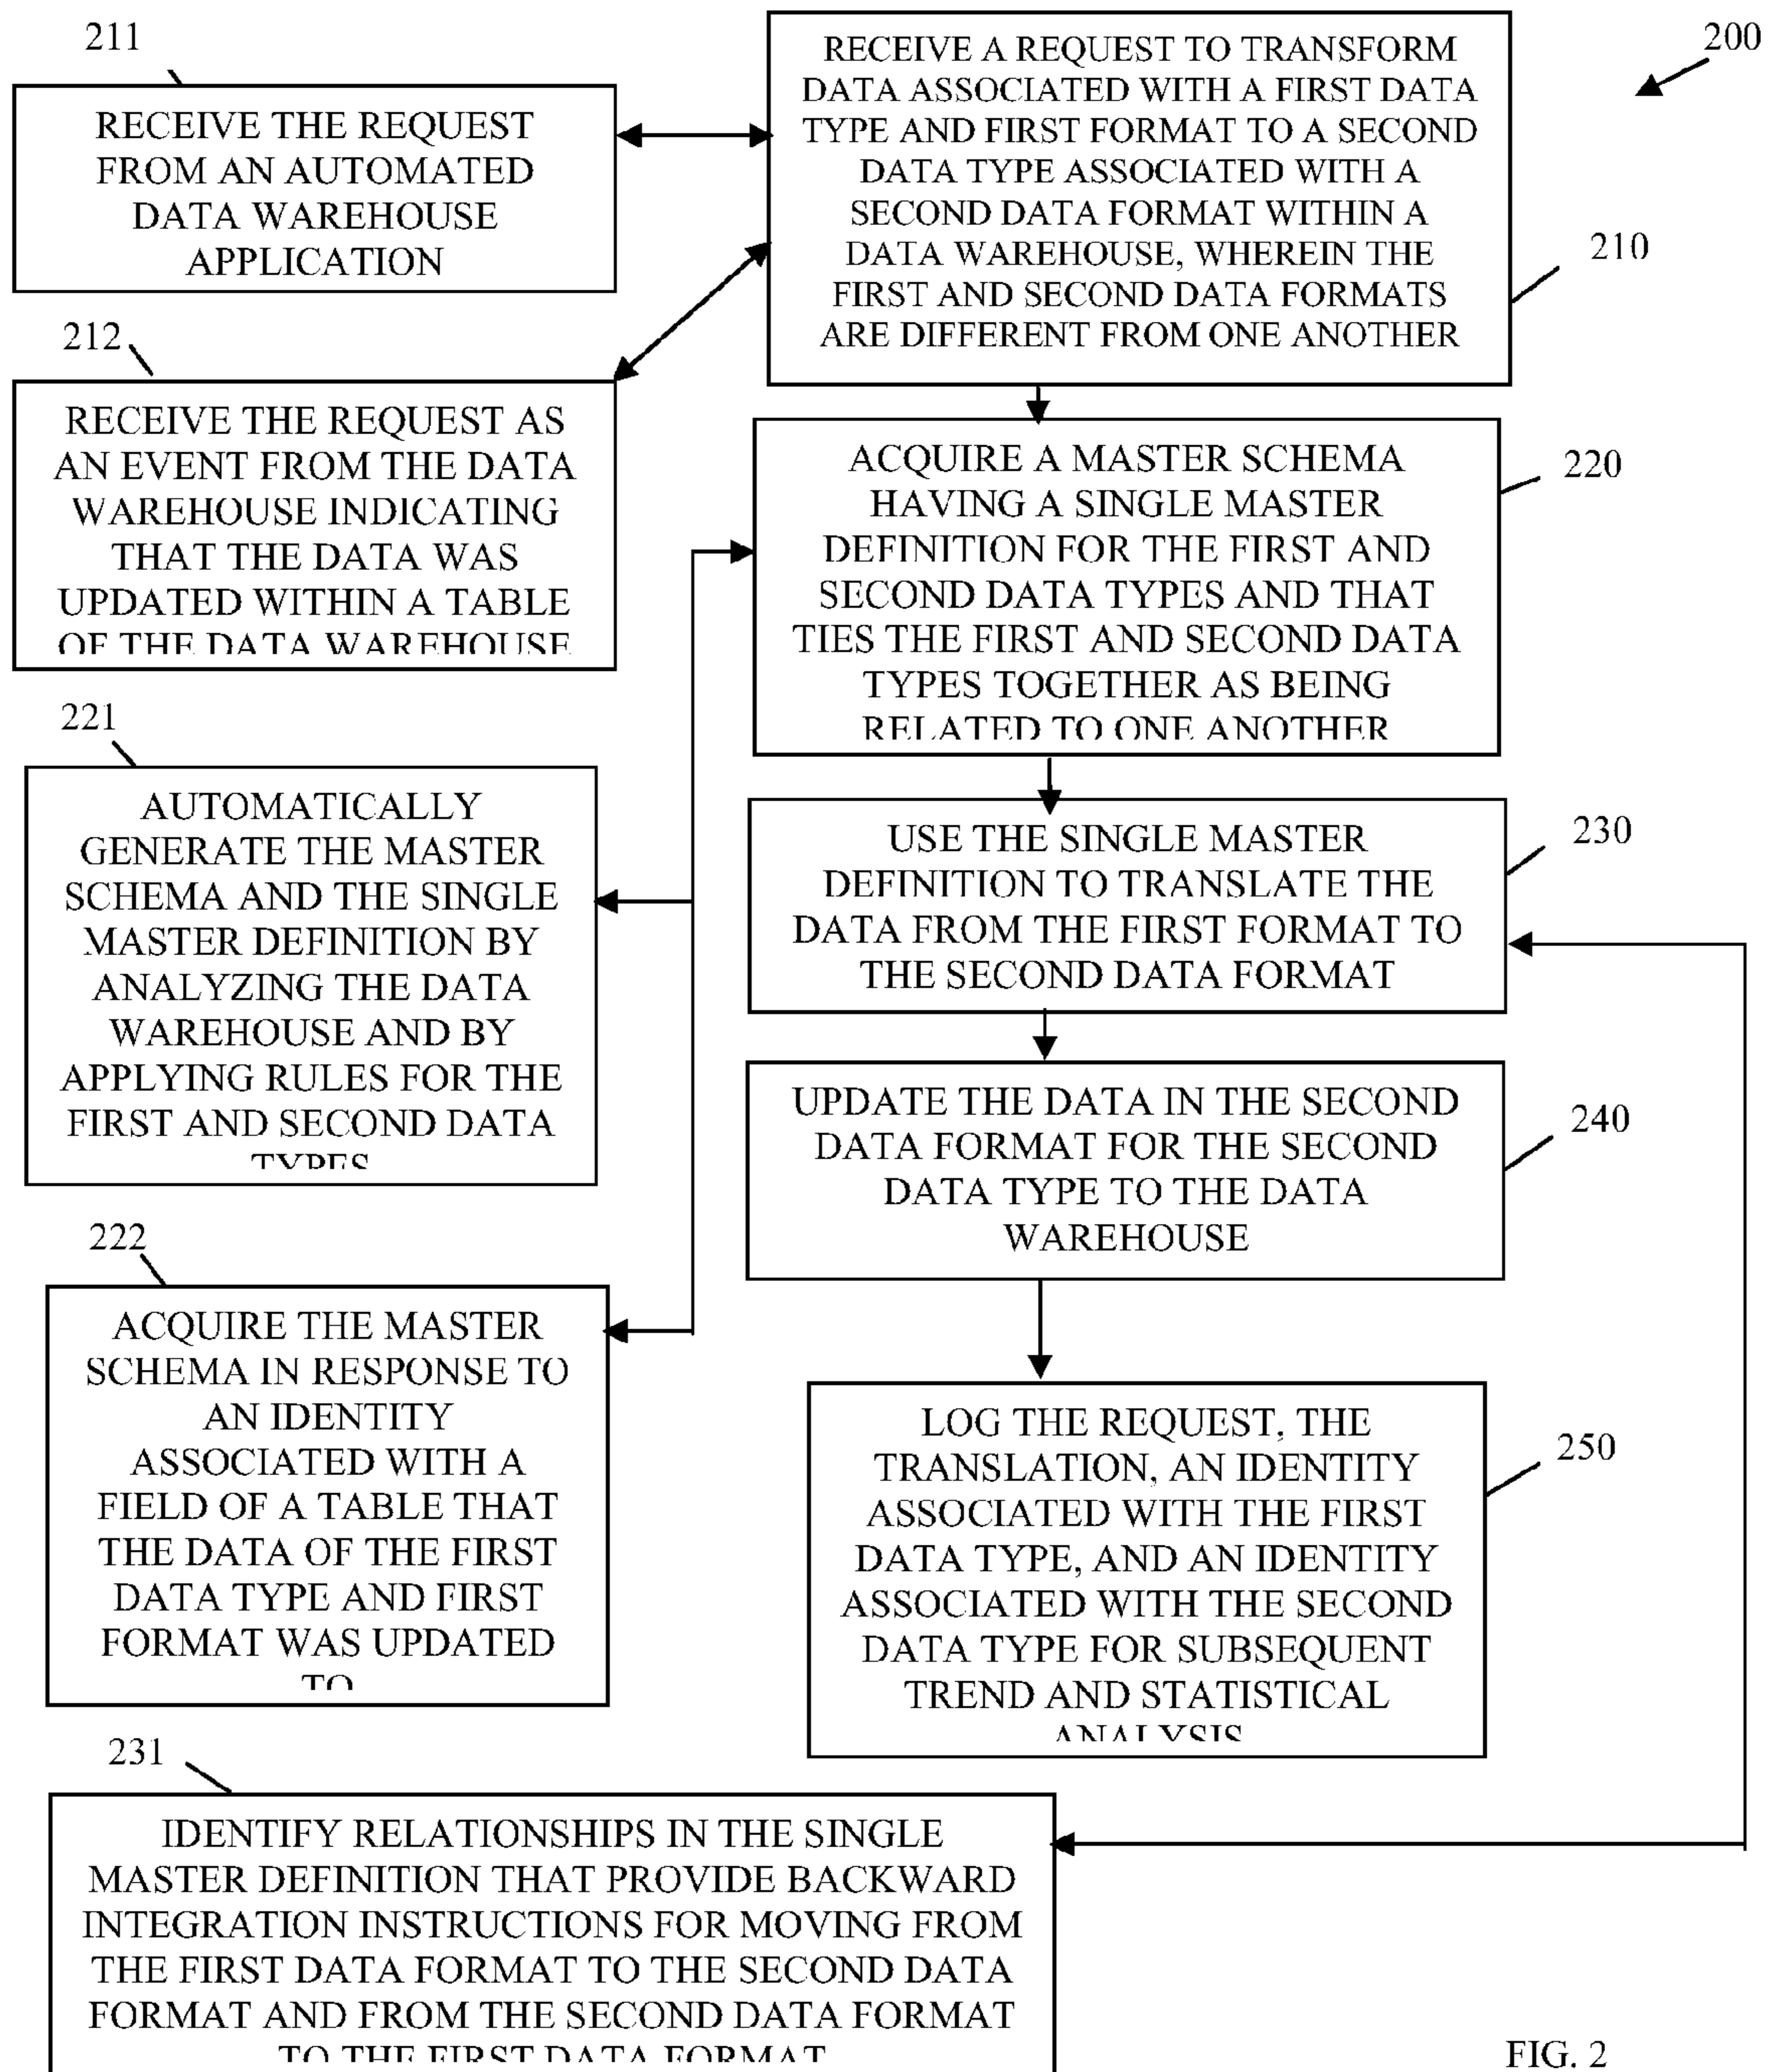 200
211
RECEIVE THE REQUEST
FROM AN AUTOMATED
DATA WAREHOUSE
APPLICATION
RECEIVE A REQUEST TO TRANSFORM
DATA ASSOCIATED WITH A FIRST DATA
TYPE AND FIRST FORMAT TO A SECOND
DATA TYPE ASSOCIATED WITH A
SECOND DATA FORMAT WITHIN A
DATA WAREHOUSE, WHEREIN THE
FIRST AND SECOND DATA FORMATS
ARE DIFFERENT FROM ONE ANOTHER
210
212
RECEIVE THE REQUEST AS
AN EVENT FROM THE DATA
WAREHOUSE INDICATING
THAT THE DATA WAS
UPDATED WITHIN A TABLE
OF THE DATA WAREHOUSE
ACQUIRE A MASTER SCHEMA
HAVING A SINGLE MASTER
DEFINITION FOR THE FIRST AND
SECOND DATA TYPES AND THAT
TIES THE FIRST AND SECOND DATA
TYPES TOGETHER AS BEING
RELATED TO ONE ANOTHER
220
221
AUTOMATICALLY
GENERATE THE MASTER
SCHEMA AND THE SINGLE
MASTER DEFINITION BY
ANALYZING THE DATA
WAREHOUSE AND BY
APPLYING RULES FOR THE
FIRST AND SECOND DATA
TYPES
USE THE SINGLE MASTER
DEFINITION TO TRANSLATE THE
DATA FROM THE FIRST FORMAT TO
THE SECOND DATA FORMAT
230
UPDATE THE DATA IN THE SECOND
DATA FORMAT FOR THE SECOND
DATA TYPE TO THE DATA
WAREHOUSE
240
222
ACQUIRE THE MASTER
SCHEMA IN RESPONSE TO
AN IDENTITY
ASSOCIATED WITH A
FIELD OF A TABLE THAT
THE DATA OF THE FIRST
DATA TYPE AND FIRST
FORMAT WAS UPDATED
TO
LOG THE REQUEST, THE
TRANSLATION, AN IDENTITY
ASSOCIATED WITH THE FIRST
DATA TYPE, AND AN IDENTITY
ASSOCIATED WITH THE SECOND
DATA TYPE FOR SUBSEQUENT
TREND AND STATISTICAL
ANALYSIS
250
231
IDENTIFY RELATIONSHIPS IN THE SINGLE
MASTER DEFINITION THAT PROVIDE BACKWARD
INTEGRATION INSTRUCTIONS FOR MOVING FROM
THE FIRST DATA FORMAT TO THE SECOND DATA
FORMAT AND FROM THE SECOND DATA FORMAT
TO THE FIRST DATA FORMAT
FIG. 2